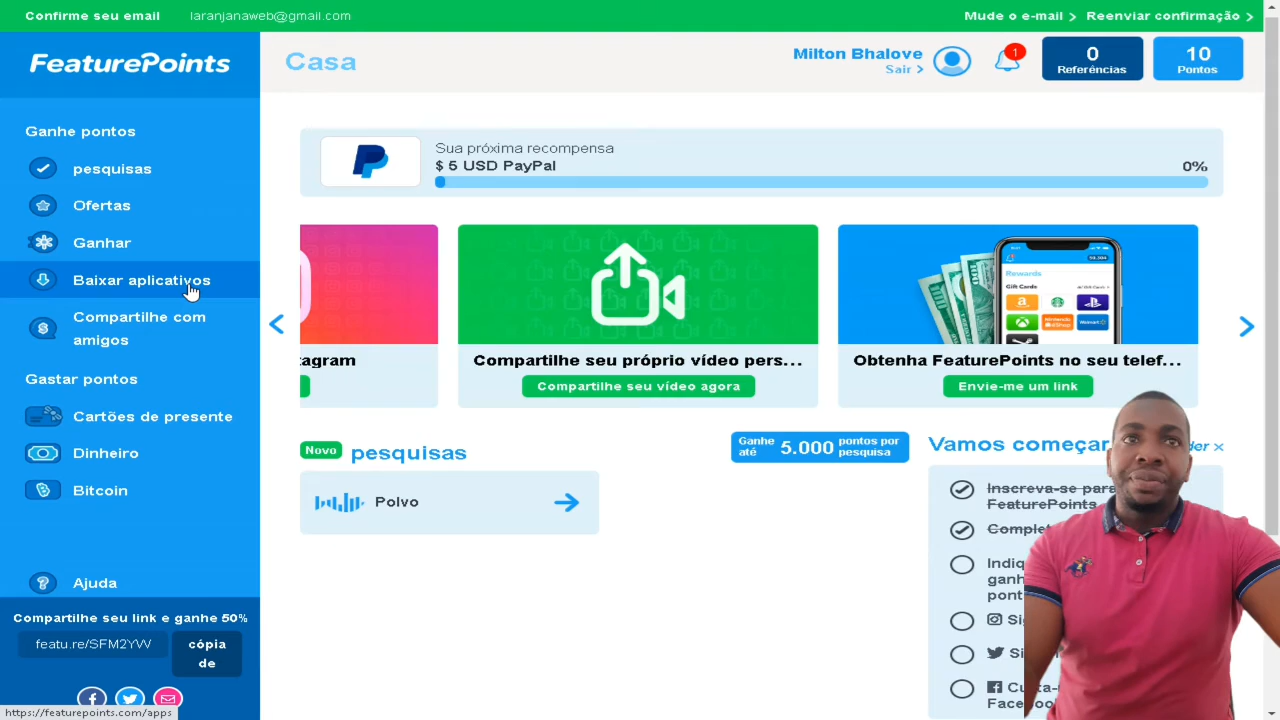 Confirme seu email
laranjanaweb@gmail.com
Mude o e-mail
Reenviar confirmação
FeaturePoints
Casa
Milton Bhalove
Sair
1
0
Referências
10
Pontos
Ganhe pontos
pesquisas
Ofertas
Ganhar
Baixar aplicativos
Compartilhe com
amigos
Gastar pontos
Cartões de presente
Dinheiro
Bitcoin
Ajuda
Compartilhe seu link e ganhe 50%
featu.re/SFM2YW
cópia
de
https://featurepoints.com/apps
Sua próxima recompensa
$ 5 USD PayPal
0%
tagram
Compartilhe seu próprio vídeo pers...
Compartilhe seu vídeo agora
Rewards
Gift Cards
Obtenha FeaturePoints no seu telef...
Envie-me um link
Novo
pesquisas
Ganhe
até
5.000
pontos por
pesquisa
Polvo
Vamos começar
der
Inscreva-se para
FeaturePoints
Complet
Indiq
ganh
pont
Si
Si
Curta-
Facebo